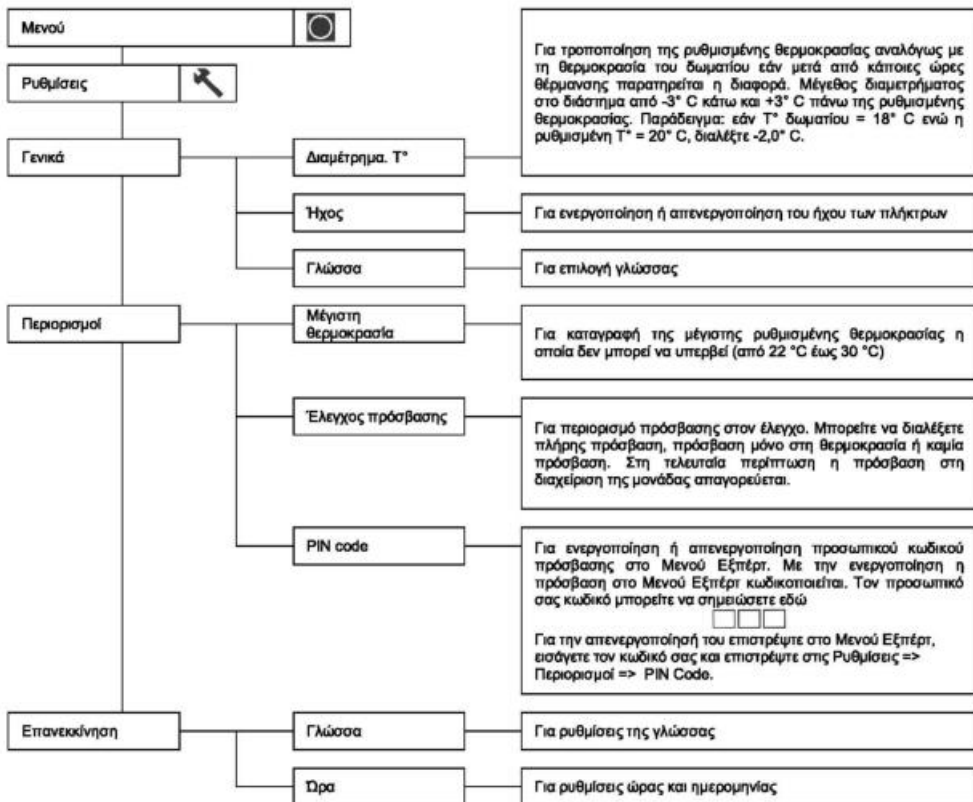 Μενού
Ρυθμίσεις
Για τροποποίηση της ρυθμισμένης θερμοκρασίας αναλόγως με
τη θερμοκρασία του δωματίου εάν μετά από κάποιες ώρες
θέρμανσης παρατηρείται η διαφορά. Μέγεθος διαμετρήματος
στο διάστημα από -3° C κάτω και +3° C πάνω της ρυθμισμένης
θερμοκρασίας. Παράδειγμα: εάν T° δωματίου = 18° C ενώ η
ρυθμισμένη T° = 20° C, διαλέξτε -2,0° C.
Γενικά
Διαμέτρημα. T°
Ήχος
Για ενεργοποίηση ή απενεργοποίηση του ήχου των πλήκτρων
Γλώσσα
Για επιλογή γλώσσας
Περιορισμοί
Μέγιστη
θερμοκρασία
Για καταγραφή της μέγιστης ρυθμισμένης θερμοκρασίας η
οποία δεν μπορεί να υπερβεί (από 22 °C έως 30 °C)
Έλεγχος πρόσβασης
Για περιορισμό πρόσβασης στον έλεγχο. Μπορείτε να διαλέξετε
πλήρης πρόσβαση, πρόσβαση μόνο στη θερμοκρασία ή καμία
πρόσβαση. Στη τελευταία περίπτωση η πρόσβαση στη
διαχείριση της μονάδας απαγορεύεται.
PIN code
Για ενεργοποίηση ή απενεργοποίηση προσωπικού κωδικού
πρόσβασης στο Μενού Εξπέρτ. Με την ενεργοποίηση η
πρόσβαση στο Μενού Εξπέρτ κωδικοποιείται. Τον προσωπικό
σας κωδικό μπορείτε να σημειώσετε εδώ
Για την απενεργοποίησή του επιστρέψτε στο Μενού Εξπέρτ,
εισάγετε τον κωδικό σας και επιστρέψτε στις Ρυθμίσεις =>
Περιορισμοί => PIN Code.
Επανεκκίνηση
Γλώσσα
Για ρυθμίσεις της γλώσσας
Ώρα
Για ρυθμίσεις ώρας και ημερομηνίας